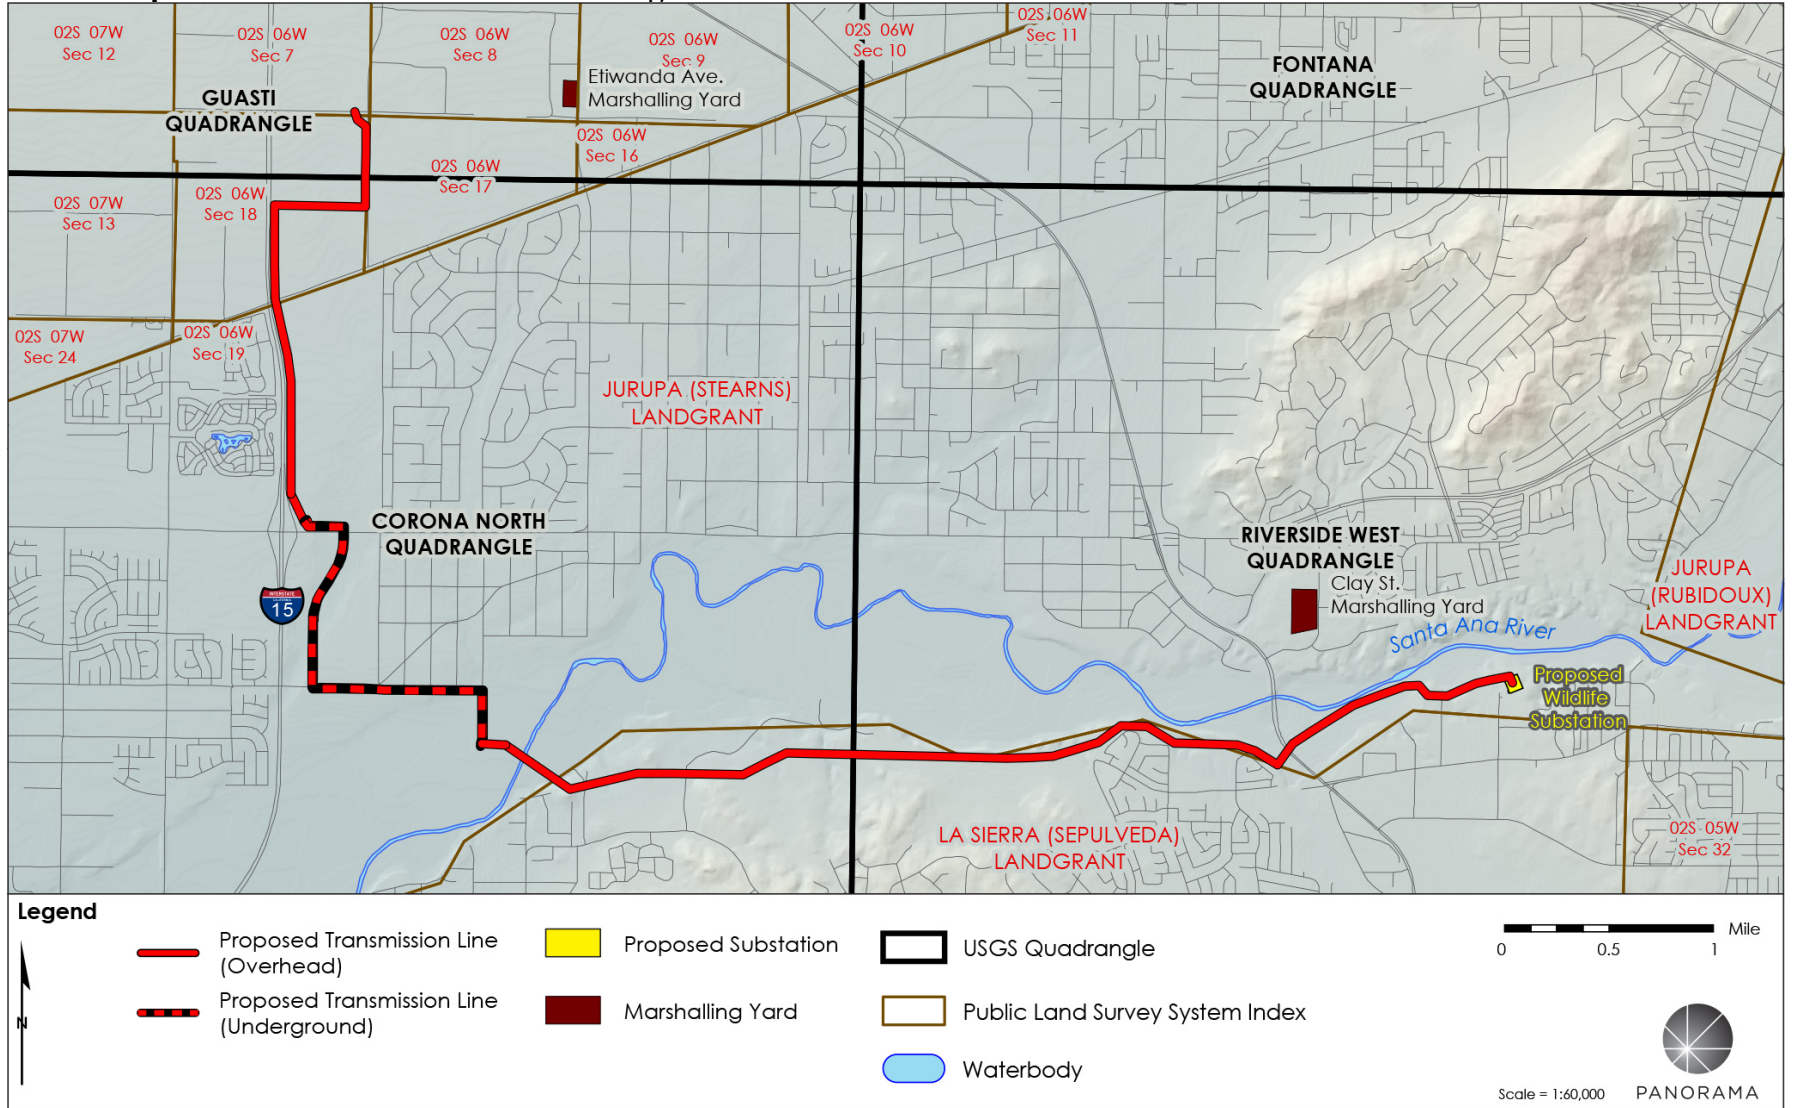 02S 07W
Sec 12
02S 06W
Sec 7
02S 06W
Sec 8
02S 06W
Sec 9
02S 06W
Sec 10
02S 06W
Sec 11
Etiwanda Ave.
Marshalling Yard
GUASTI
QUADRANGLE
FONTANA
QUADRANGLE
02S 06W
Sec 16
02S 06W
Sec 17
02S 06W
Sec 18
02S 07W
Sec 13
02S 07W
Sec 24
02S 06W
Sec 19
JURUPA (STEARNS)
LANDGRANT
CORONA NORTH
QUADRANGLE
RIVERSIDE WEST
QUADRANGLE
Clay St.
Marshalling Yard
JURUPA
(RUBIDOUX)
LANDGRANT
INTERSTATE
CALIFORNIA
15
Santa Ana River
Proposed
Wildlife
Substation
LA SIERRA (SEPULVEDA)
LANDGRANT
02S 05W
Sec 32
Legend
N
Proposed Transmission Line
(Overhead)
Proposed Transmission Line
(Underground)
Proposed Substation
Marshalling Yard
USGS Quadrangle
Public Land Survey System Index
Waterbody
Mile
0 0.5 1
Scale = 1:60,000
PANORAMA